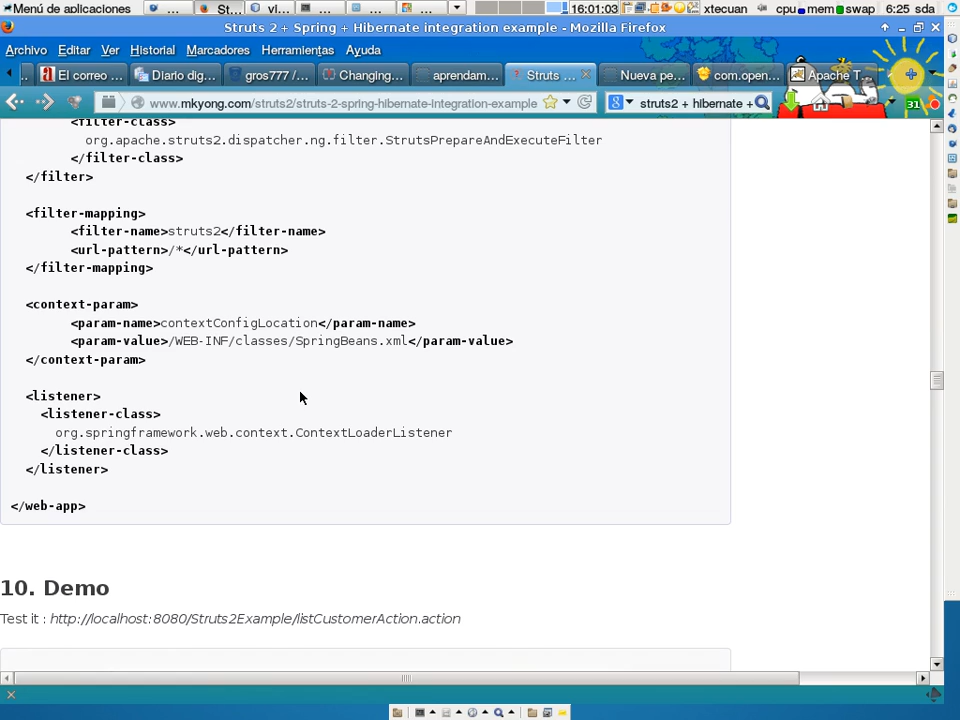 Menú de aplicaciones
St...
vl...
16:01:03
xtecuan
cpu mem swap
6:25 sda
Struts 2 + Spring + Hibernate integration example - Mozilla Firefox
Archivo Editar Ver Historial Marcadores Herramientas Ayuda
El correo ...
Diario dig...
gros777 /...
Changing...
aprendam...
Struts ...
Nueva pe...
com.open...
Apache T...
www.mkyong.com/struts2/struts-2-spring-hibernate-integration-example
struts2 + hibernate +
31
<filter-class>
org.apache.struts2.dispatcher.ng.filter.StrutsPrepareAndExecuteFilter
</filter-class>
</filter>
<filter-mapping>
<filter-name>struts2</filter-name>
<url-pattern>/*</url-pattern>
</filter-mapping>
<context-param>
<param-name>contextConfigLocation</param-name>
<param-value>/WEB-INF/classes/SpringBeans.xml</param-value>
</context-param>
<listener>
<listener-class>
org.springframework.web.context.ContextLoaderListener
</listener-class>
</listener>
</web-app>
10. Demo
Test it : http://localhost:8080/Struts2Example/listCustomerAction.action